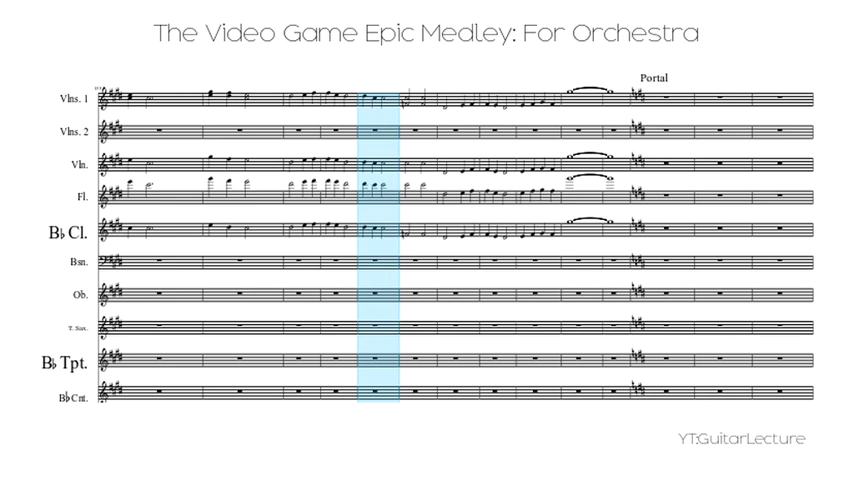 The Video Game Epic Medley: For Orchestra
Portal
Vlns. 1
Vlns. 2
Vln.
Fl.
B♭ Cl.
Bsn.
Ob.
T. Sax.
B♭ Tpt.
B♭ Cnt.
YT:GuitarLecture